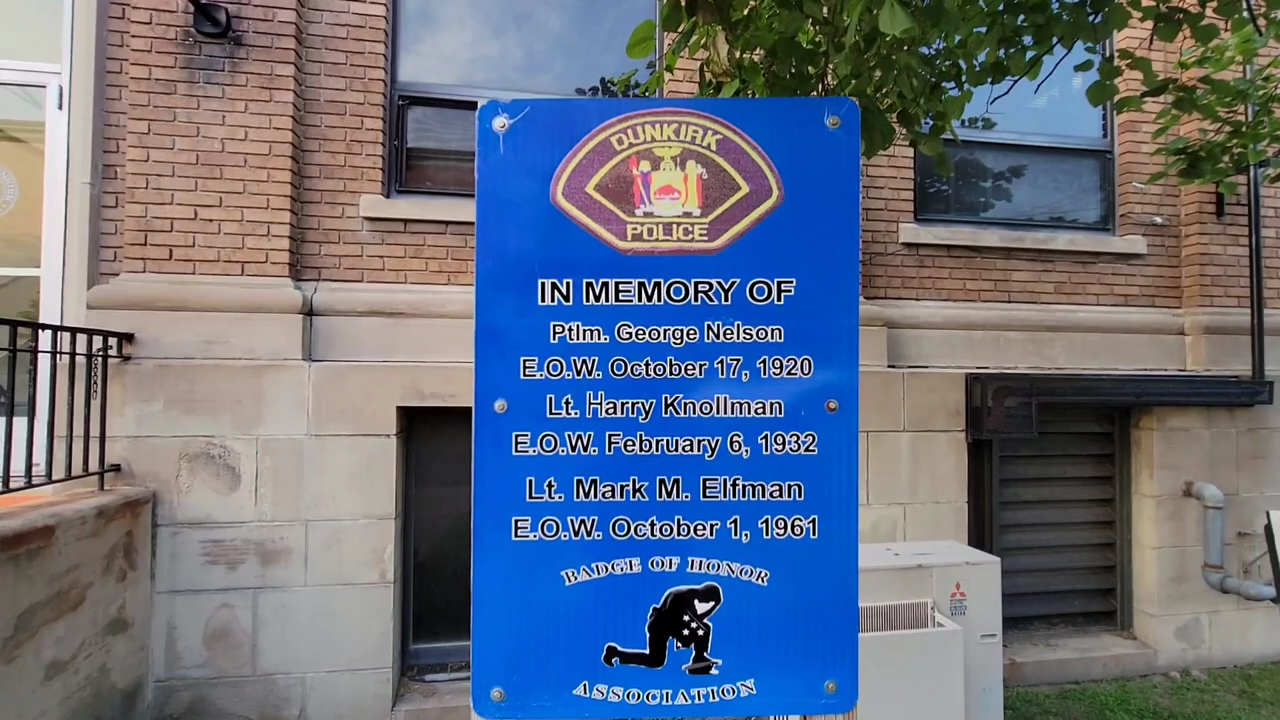 DUNKIRK
POLICE
IN MEMORY OF
Ptlm. George Nelson
E.O.W. October 17, 1920
Lt. Harry Knollman
E.O.W. February 6, 1932
Lt. Mark M. Elfman
E.O.W. October 1, 1961
BADGE OF HONOR
ASSOCIATION